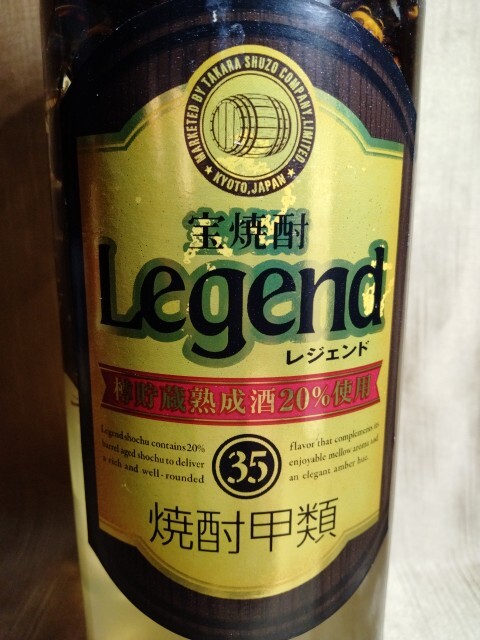 MARKETED BY TAKARA SHUZO COMPANY, LIMITED
★ KYOTO, JAPAN ★
宝焼酎
Legend
レジェンド
樽貯蔵熟成酒20%使用
Legend shochu contains 20%
barrel aged shochu to deliver
a rich and well-rounded
35
flavor that complements its
enjoyable mellow aroma and
an elegant amber hue.
焼酎甲類